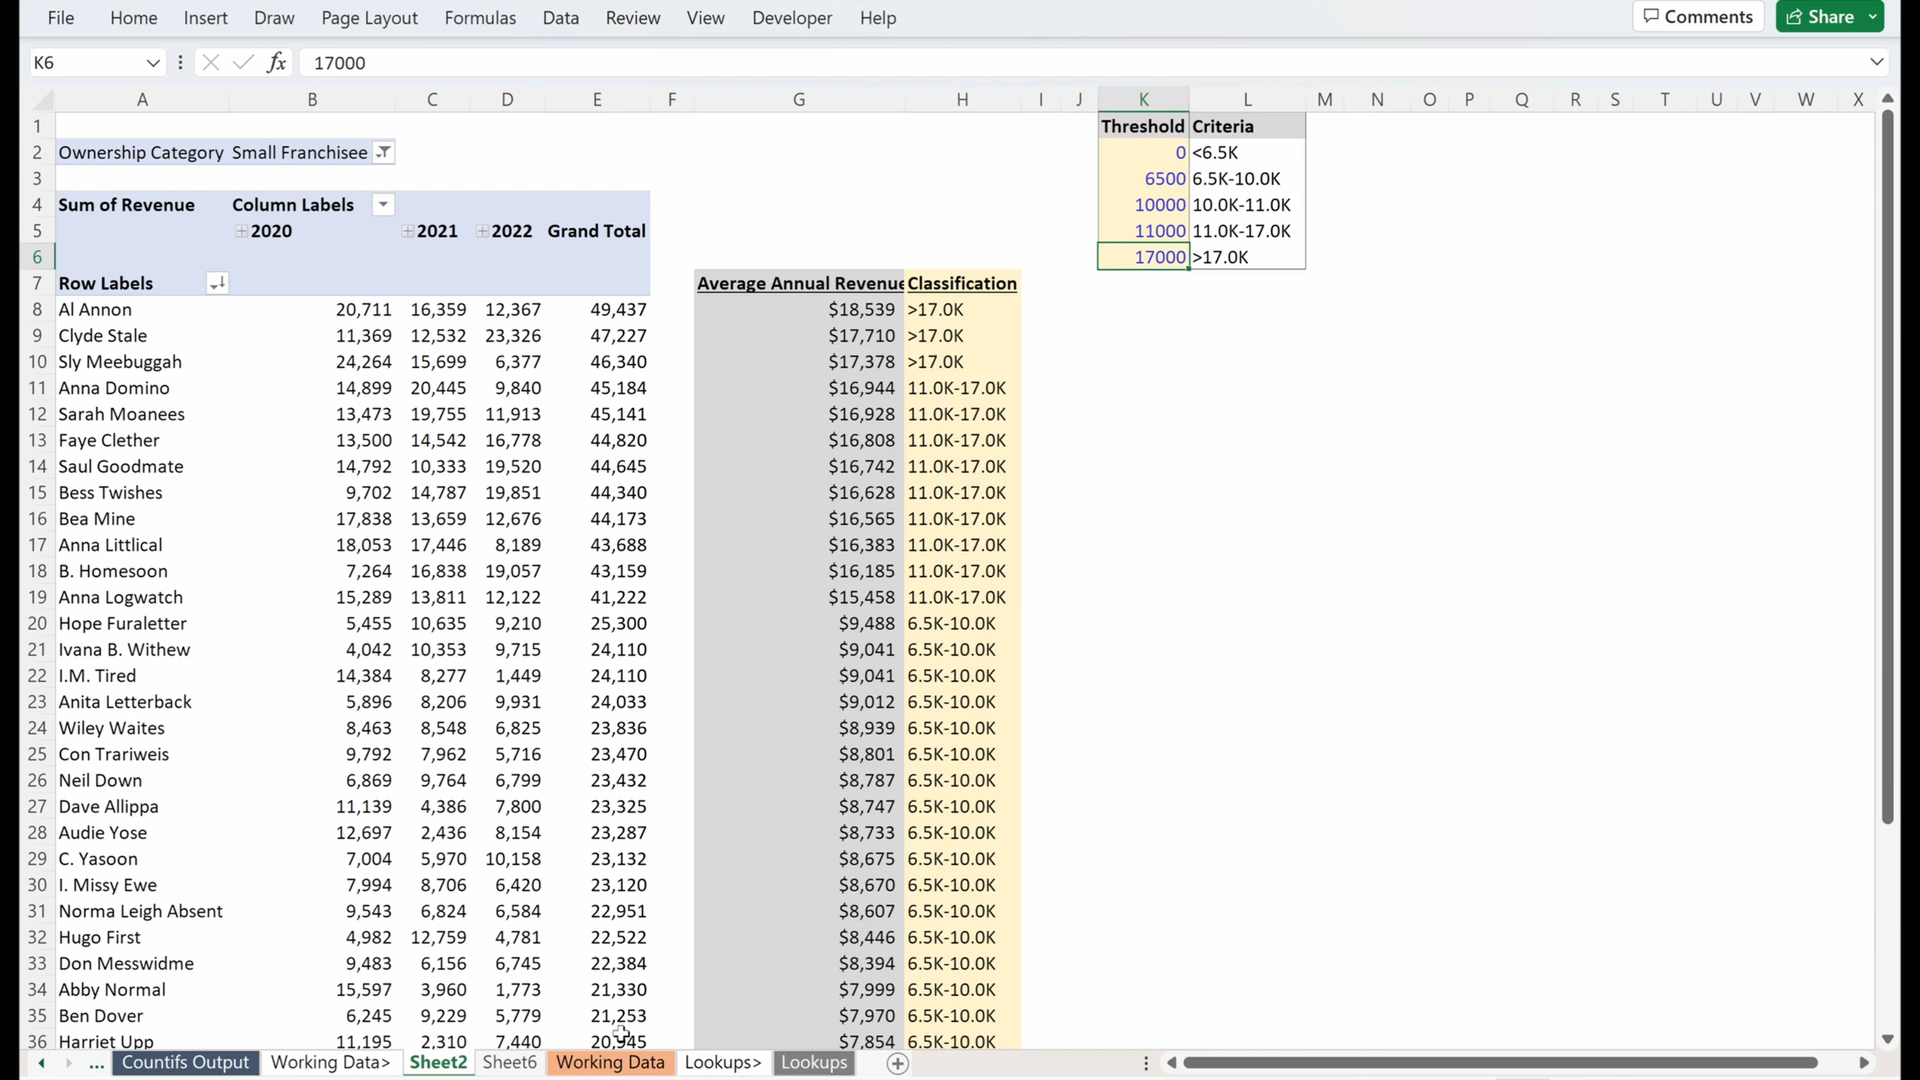 File Home Insert Draw Page Layout Formulas Data Review View Developer Help Comments Share
K6 fx 17000
A B C D E F G H I J K L M N O P Q R S T U V W X
1 Threshold Criteria
2 Ownership Category Small Franchisee 0 <6.5K
3 6500 6.5K-10.0K
4 Sum of Revenue Column Labels 10000 10.0K-11.0K
5 2020 2021 2022 Grand Total 11000 11.0K-17.0K
6 17000 >17.0K
7 Row Labels Average Annual Revenue Classification
8 Al Annon 20,711 16,359 12,367 49,437 $18,539 >17.0K
9 Clyde Stale 11,369 12,532 23,326 47,227 $17,710 >17.0K
10 Sly Meebuggah 24,264 15,699 6,377 46,340 $17,378 >17.0K
11 Anna Domino 14,899 20,445 9,840 45,184 $16,944 11.0K-17.0K
12 Sarah Moanees 13,473 19,755 11,913 45,141 $16,928 11.0K-17.0K
13 Faye Clether 13,500 14,542 16,778 44,820 $16,808 11.0K-17.0K
14 Saul Goodmate 14,792 10,333 19,520 44,645 $16,742 11.0K-17.0K
15 Bess Twishes 9,702 14,787 19,851 44,340 $16,628 11.0K-17.0K
16 Bea Mine 17,838 13,659 12,676 44,173 $16,565 11.0K-17.0K
17 Anna Littlical 18,053 17,446 8,189 43,688 $16,383 11.0K-17.0K
18 B. Homesoon 7,264 16,838 19,057 43,159 $16,185 11.0K-17.0K
19 Anna Logwatch 15,289 13,811 12,122 41,222 $15,458 11.0K-17.0K
20 Hope Furaletter 5,455 10,635 9,210 25,300 $9,488 6.5K-10.0K
21 Ivana B. Withew 4,042 10,353 9,715 24,110 $9,041 6.5K-10.0K
22 I.M. Tired 14,384 8,277 1,449 24,110 $9,041 6.5K-10.0K
23 Anita Letterback 5,896 8,206 9,931 24,033 $9,012 6.5K-10.0K
24 Wiley Waites 8,463 8,548 6,825 23,836 $8,939 6.5K-10.0K
25 Con Trariweis 9,792 7,962 5,716 23,470 $8,801 6.5K-10.0K
26 Neil Down 6,869 9,764 6,799 23,432 $8,787 6.5K-10.0K
27 Dave Allippa 11,139 4,386 7,800 23,325 $8,747 6.5K-10.0K
28 Audie Yose 12,697 2,436 8,154 23,287 $8,733 6.5K-10.0K
29 C. Yasoon 7,004 5,970 10,158 23,132 $8,675 6.5K-10.0K
30 I. Missy Ewe 7,994 8,706 6,420 23,120 $8,670 6.5K-10.0K
31 Norma Leigh Absent 9,543 6,824 6,584 22,951 $8,607 6.5K-10.0K
32 Hugo First 4,982 12,759 4,781 22,522 $8,446 6.5K-10.0K
33 Don Messwidme 9,483 6,156 6,745 22,384 $8,394 6.5K-10.0K
34 Abby Normal 15,597 3,960 1,773 21,330 $7,999 6.5K-10.0K
35 Ben Dover 6,245 9,229 5,779 21,253 $7,970 6.5K-10.0K
36 Harriet Upp 11,195 2,310 7,440 20,945 $7,854 6.5K-10.0K
... Countifs Output Working Data> Sheet2 Sheet6 Working Data Lookups> Lookups